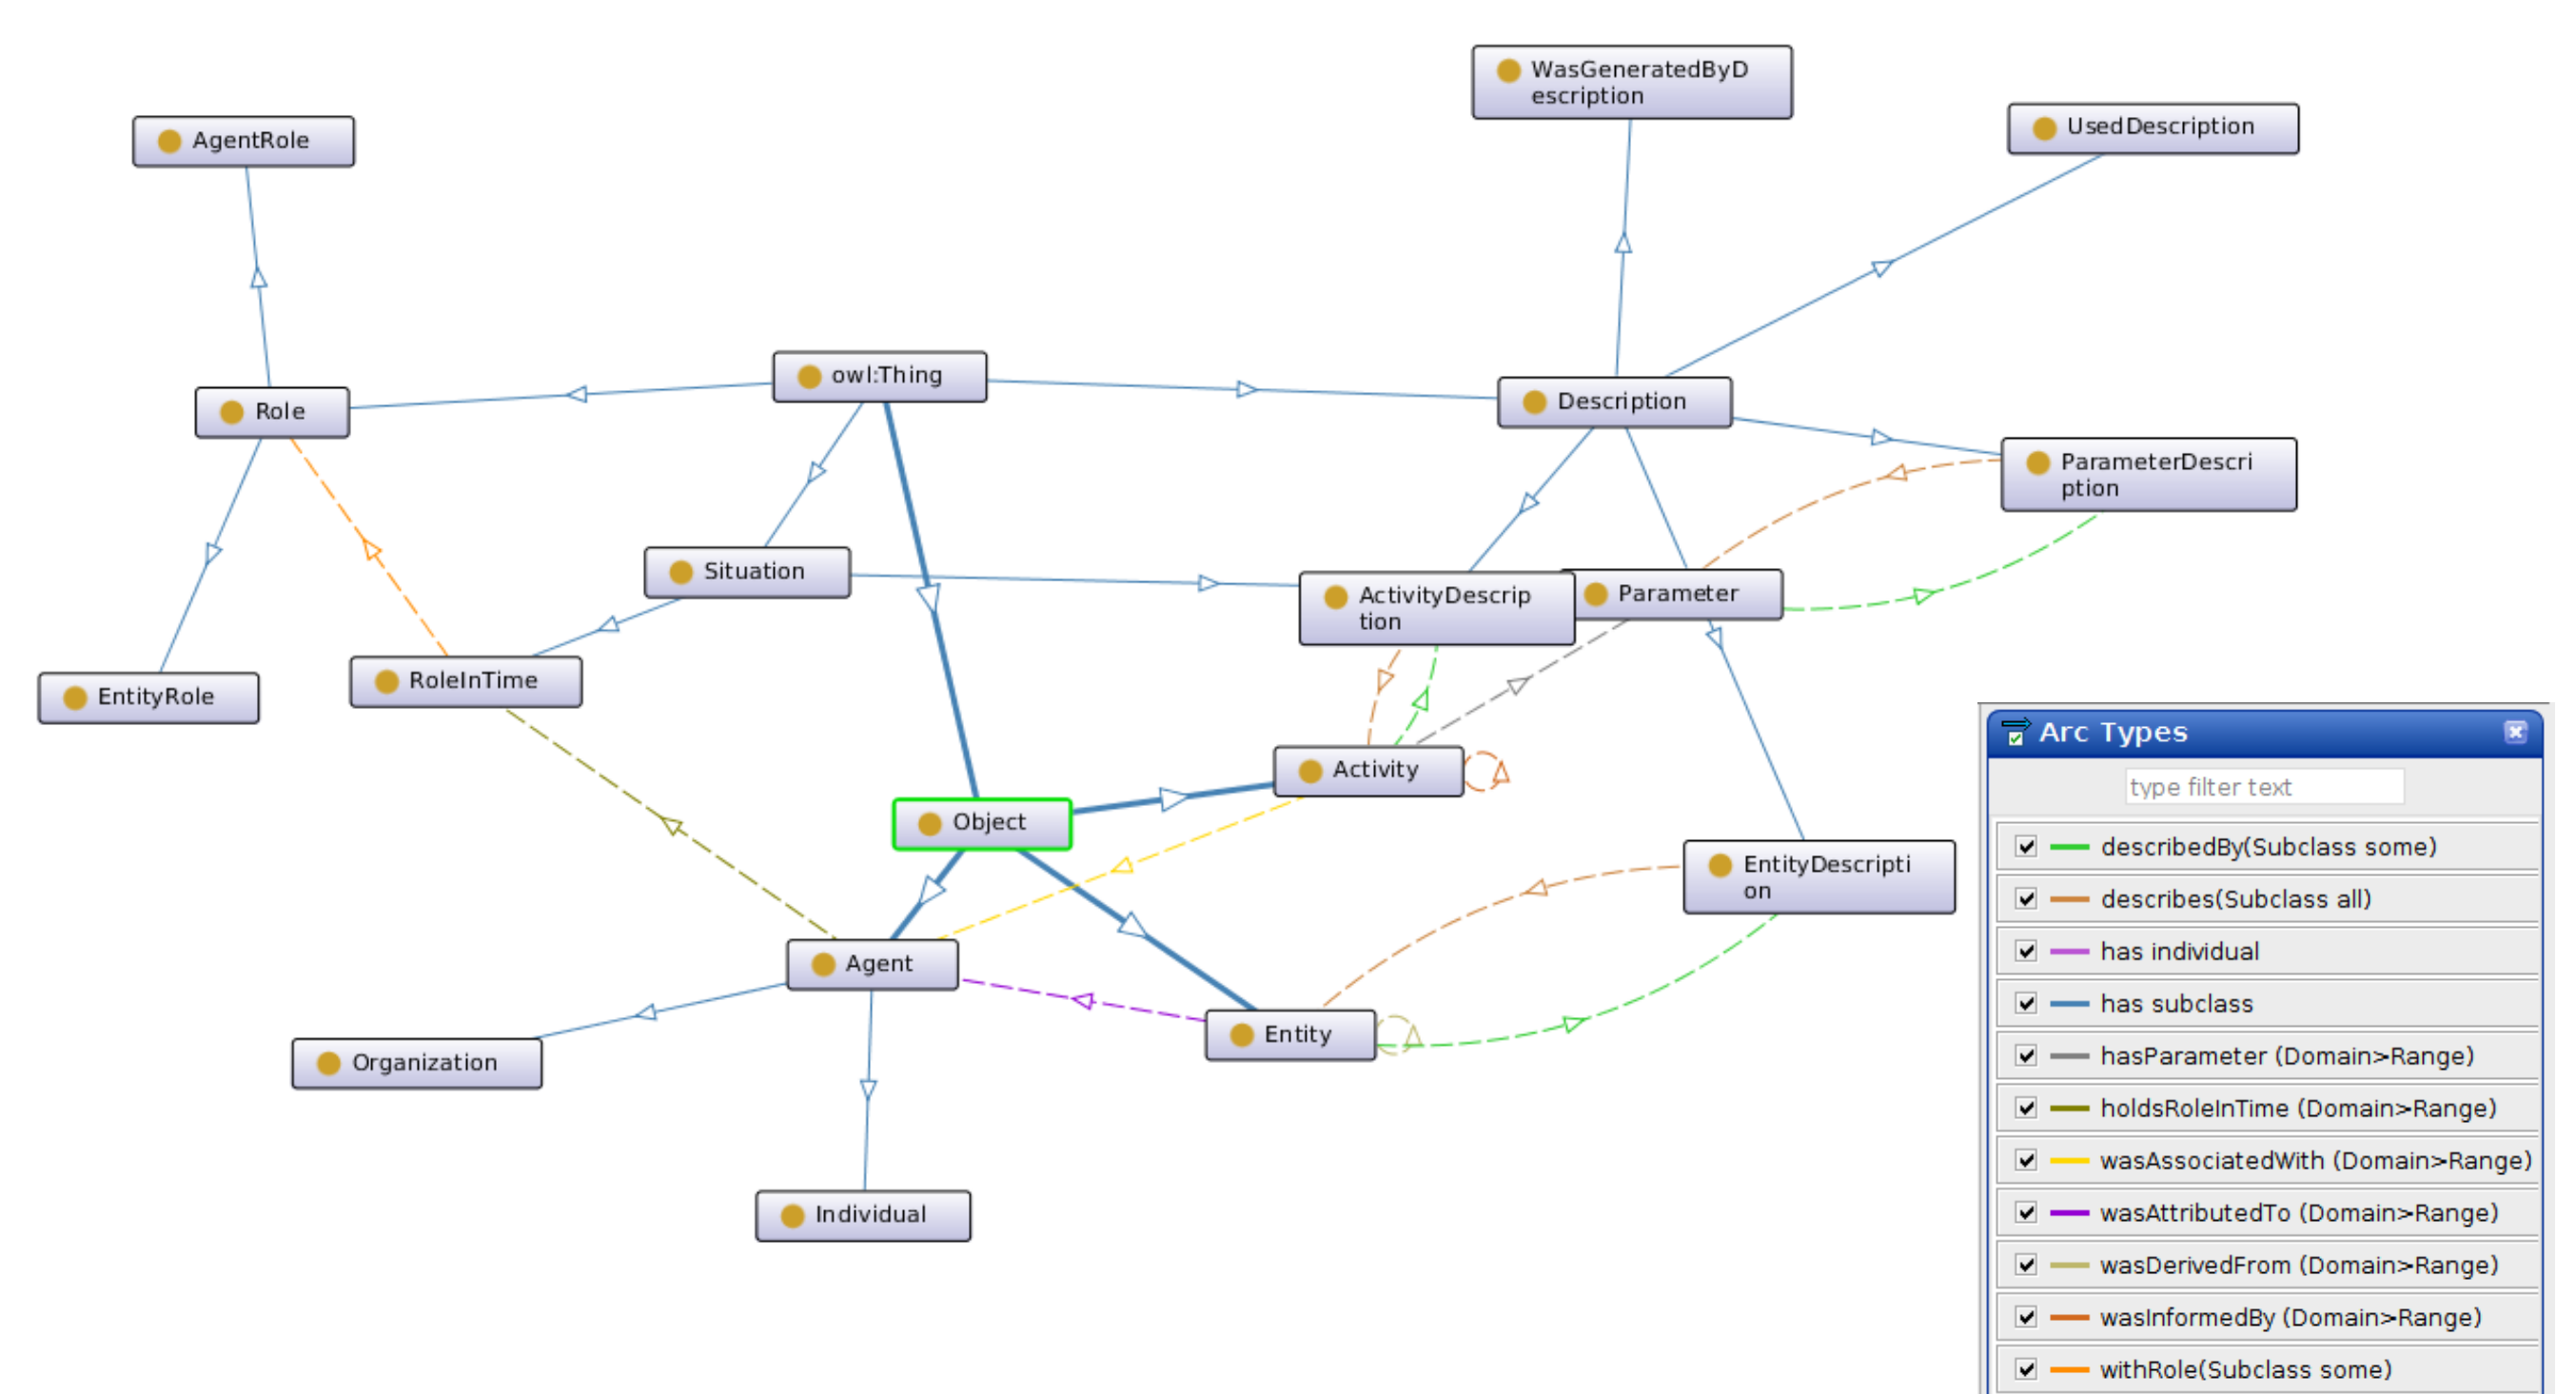 WasGeneratedByD
escription
UsedDescription
AgentRole
owl:Thing
Description
Role
ParameterDescri
ption
Situation
ActivityDescrip
tion
Parameter
RoleInTime
EntityRole
Activity
Object
EntityDescripti
on
Agent
Entity
Organization
Individual
Arc Types
type filter text
describedBy(Subclass some)
describes(Subclass all)
has individual
has subclass
hasParameter (Domain>Range)
holdsRoleInTime (Domain>Range)
wasAssociatedWith (Domain>Range)
wasAttributedTo (Domain>Range)
wasDerivedFrom (Domain>Range)
wasInformedBy (Domain>Range)
withRole(Subclass some)